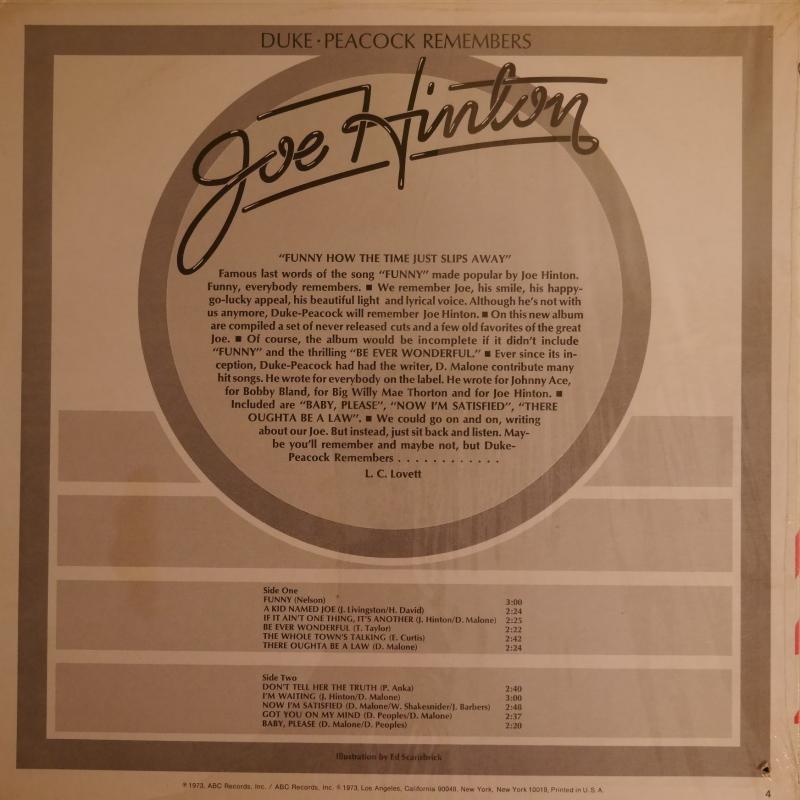 DUKE·PEACOCK REMEMBERS
Joe Hinton
"FUNNY HOW THE TIME JUST SLIPS AWAY"
Famous last words of the song "FUNNY" made popular by Joe Hinton.
Funny, everybody remembers. ■ We remember Joe, his smile, his happy-
go-lucky appeal, his beautiful light and lyrical voice. Although he's not with
us anymore, Duke-Peacock will remember Joe Hinton. ■ On this new album
are compiled a set of never released cuts and a few old favorites of the great
Joe. ■ Of course, the album would be incomplete if it didn't include
"FUNNY" and the thrilling "BE EVER WONDERFUL." ■ Ever since its in-
ception, Duke-Peacock had had the writer, D. Malone contribute many
hit songs. He wrote for everybody on the label. He wrote for Johnny Ace,
for Bobby Bland, for Big Willy Mae Thorton and for Joe Hinton. ■
Included are "BABY, PLEASE", "NOW I'M SATISFIED", "THERE
OUGHTA BE A LAW". ■ We could go on and on, writing
about our Joe. But instead, just sit back and listen. May-
be you'll remember and maybe not, but Duke-
Peacock Remembers . . . . . . . . . . . .
L. C. Lovett
Side One
FUNNY (Nelson) 3:00
A KID NAMED JOE (J. Livingston/H. David) 2:24
IF IT AIN'T ONE THING, IT'S ANOTHER (J. Hinton/D. Malone) 2:25
BE EVER WONDERFUL (T. Taylor) 2:22
THE WHOLE TOWN'S TALKING (E. Curtis) 2:42
THERE OUGHTA BE A LAW (D. Malone) 2:24
Side Two
DON'T TELL HER THE TRUTH (P. Anka) 2:40
I'M WAITING (J. Hinton/D. Malone) 3:00
NOW I'M SATISFIED (D. Malone/W. Shakesnider/J. Barbers) 2:48
GOT YOU ON MY MIND (D. Peoples/D. Malone) 2:37
BABY, PLEASE (D. Malone/D. Peoples) 2:20
Illustration by Ed Scarisbrick
℗ 1973, ABC Records, Inc. / ABC Records, Inc. © 1973, Los Angeles, California 90048, New York, New York 10019, Printed in U.S.A.
4